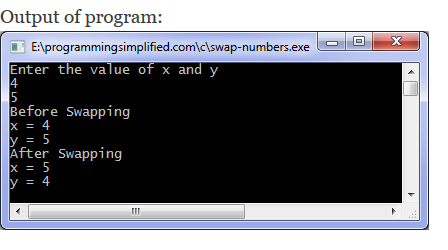 Output of program:
E:\programmingsimplified.com\c\swap-numbers.exe
Enter the value of x and y
4
5
Before Swapping
x = 4
y = 5
After Swapping
x = 5
y = 4